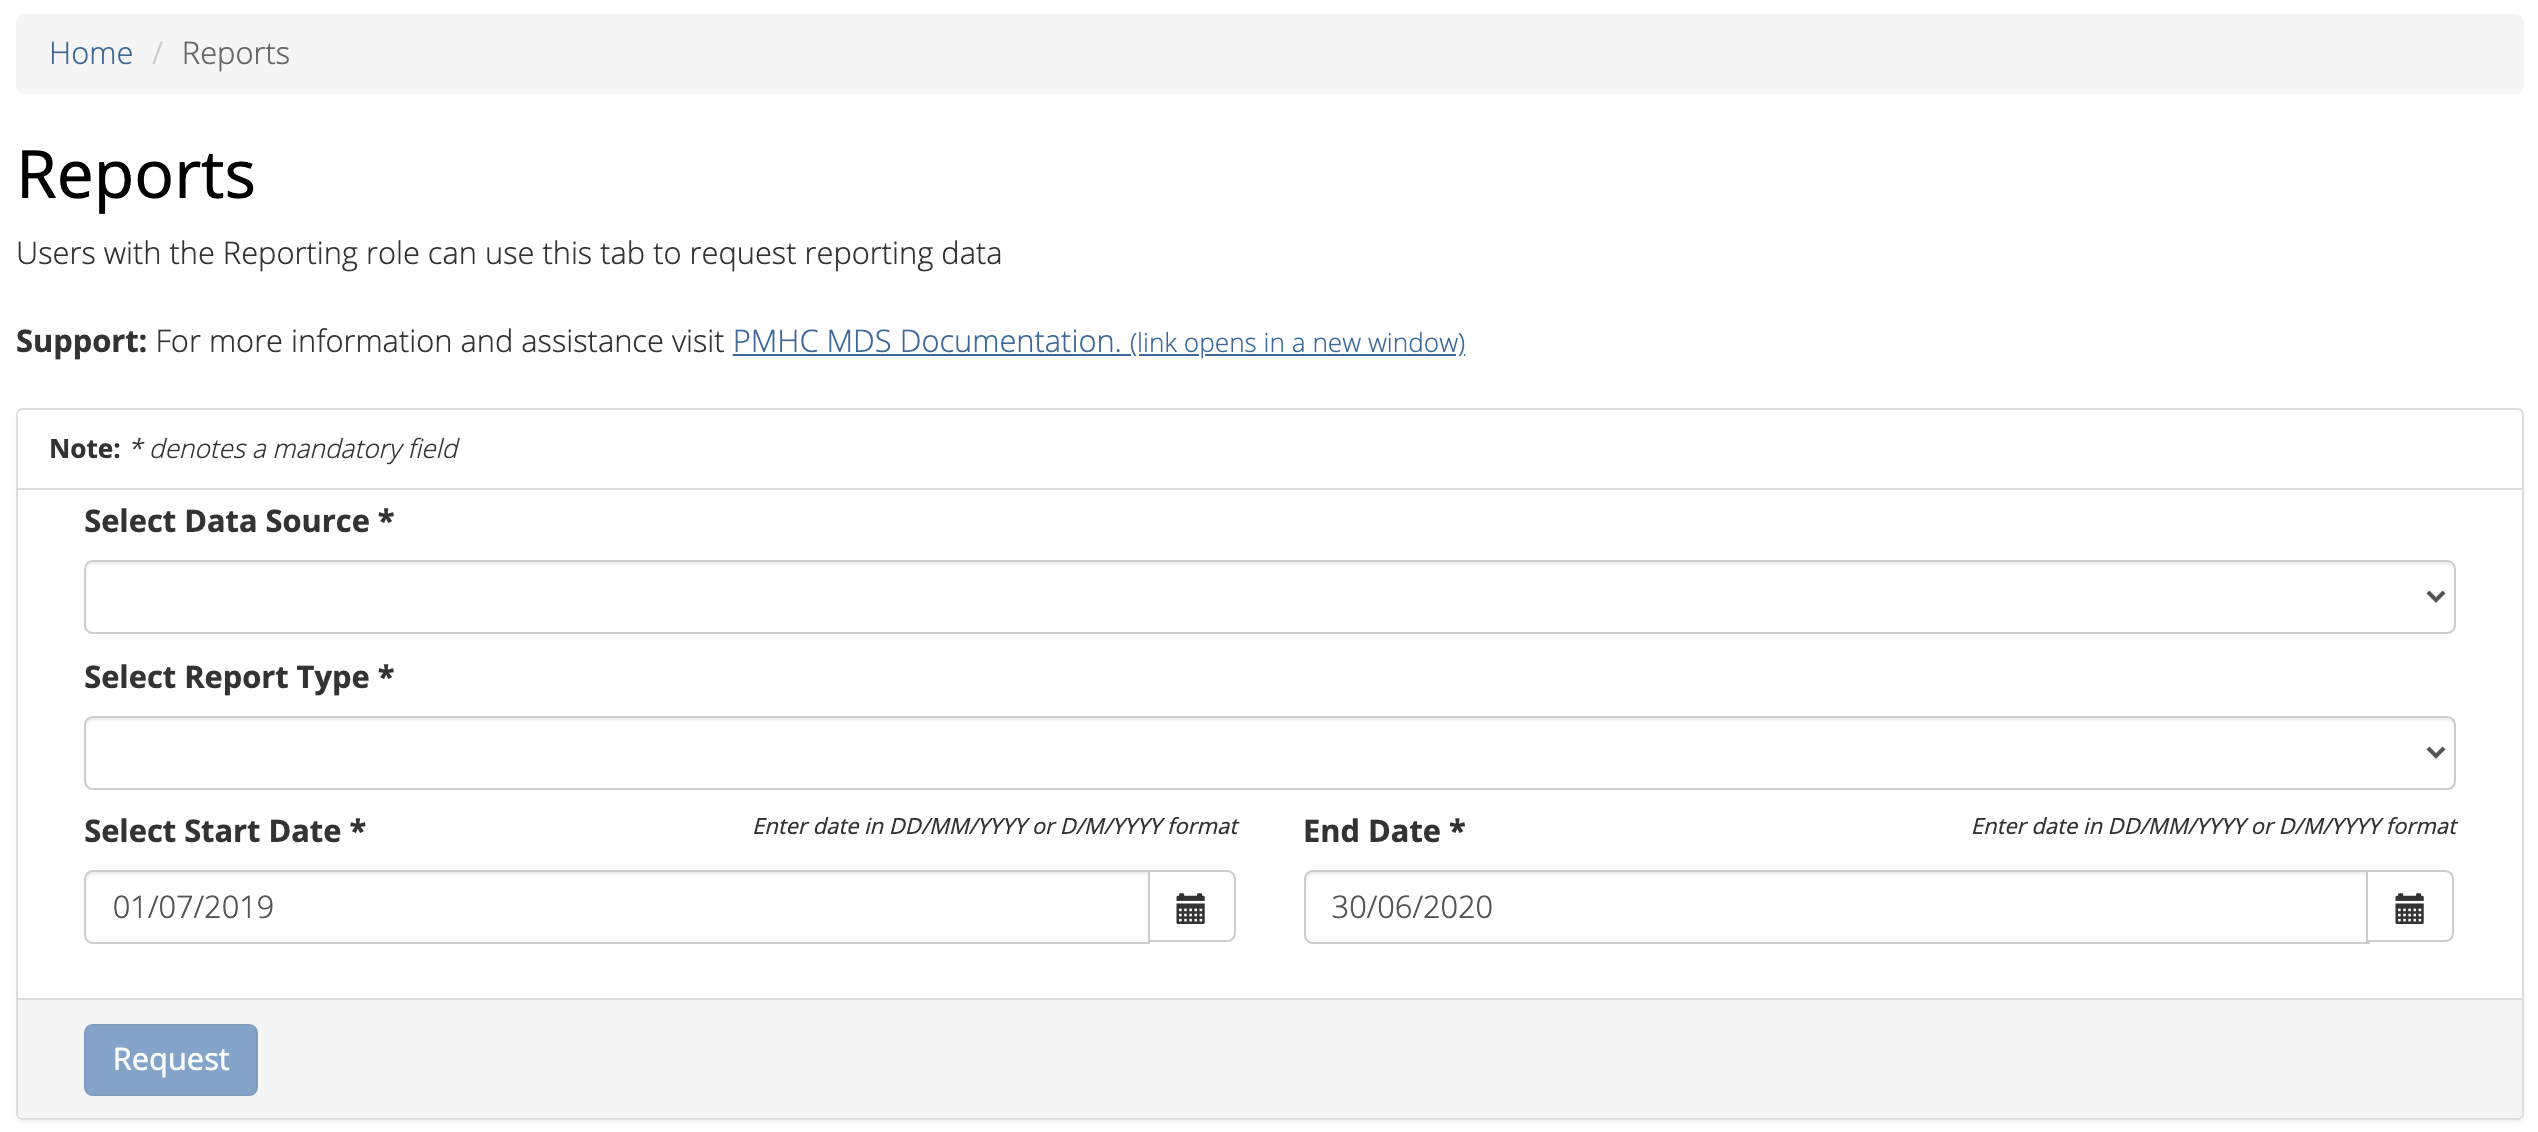 Home / Reports
Reports
Users with the Reporting role can use this tab to request reporting data
Support: For more information and assistance visit PMHC MDS Documentation. (link opens in a new window)
Note: * denotes a mandatory field
Select Data Source *
Select Report Type *
Select Start Date * Enter date in DD/MM/YYYY or D/M/YYYY format End Date * Enter date in DD/MM/YYYY or D/M/YYYY format
01/07/2019 30/06/2020
Request